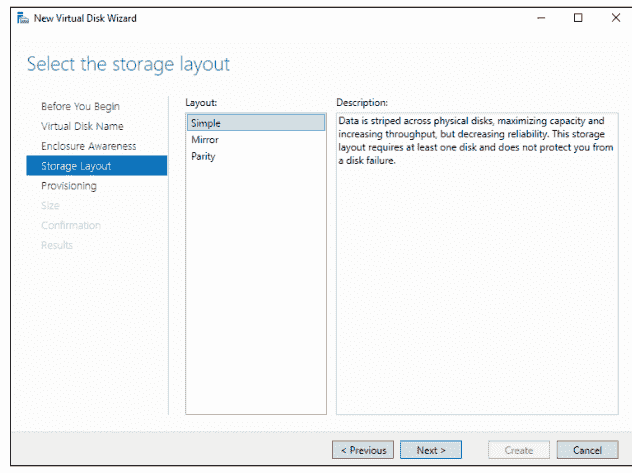 New Virtual Disk Wizard
Select the storage layout
Before You Begin
Virtual Disk Name
Enclosure Awareness
Storage Layout
Provisioning
Size
Confirmation
Results
Layout:
Simple
Mirror
Parity
Description:
Data is striped across physical disks, maximizing capacity and
increasing throughput, but decreasing reliability. This storage
layout requires at least one disk and does not protect you from
a disk failure.
< Previous
Next >
Create
Cancel